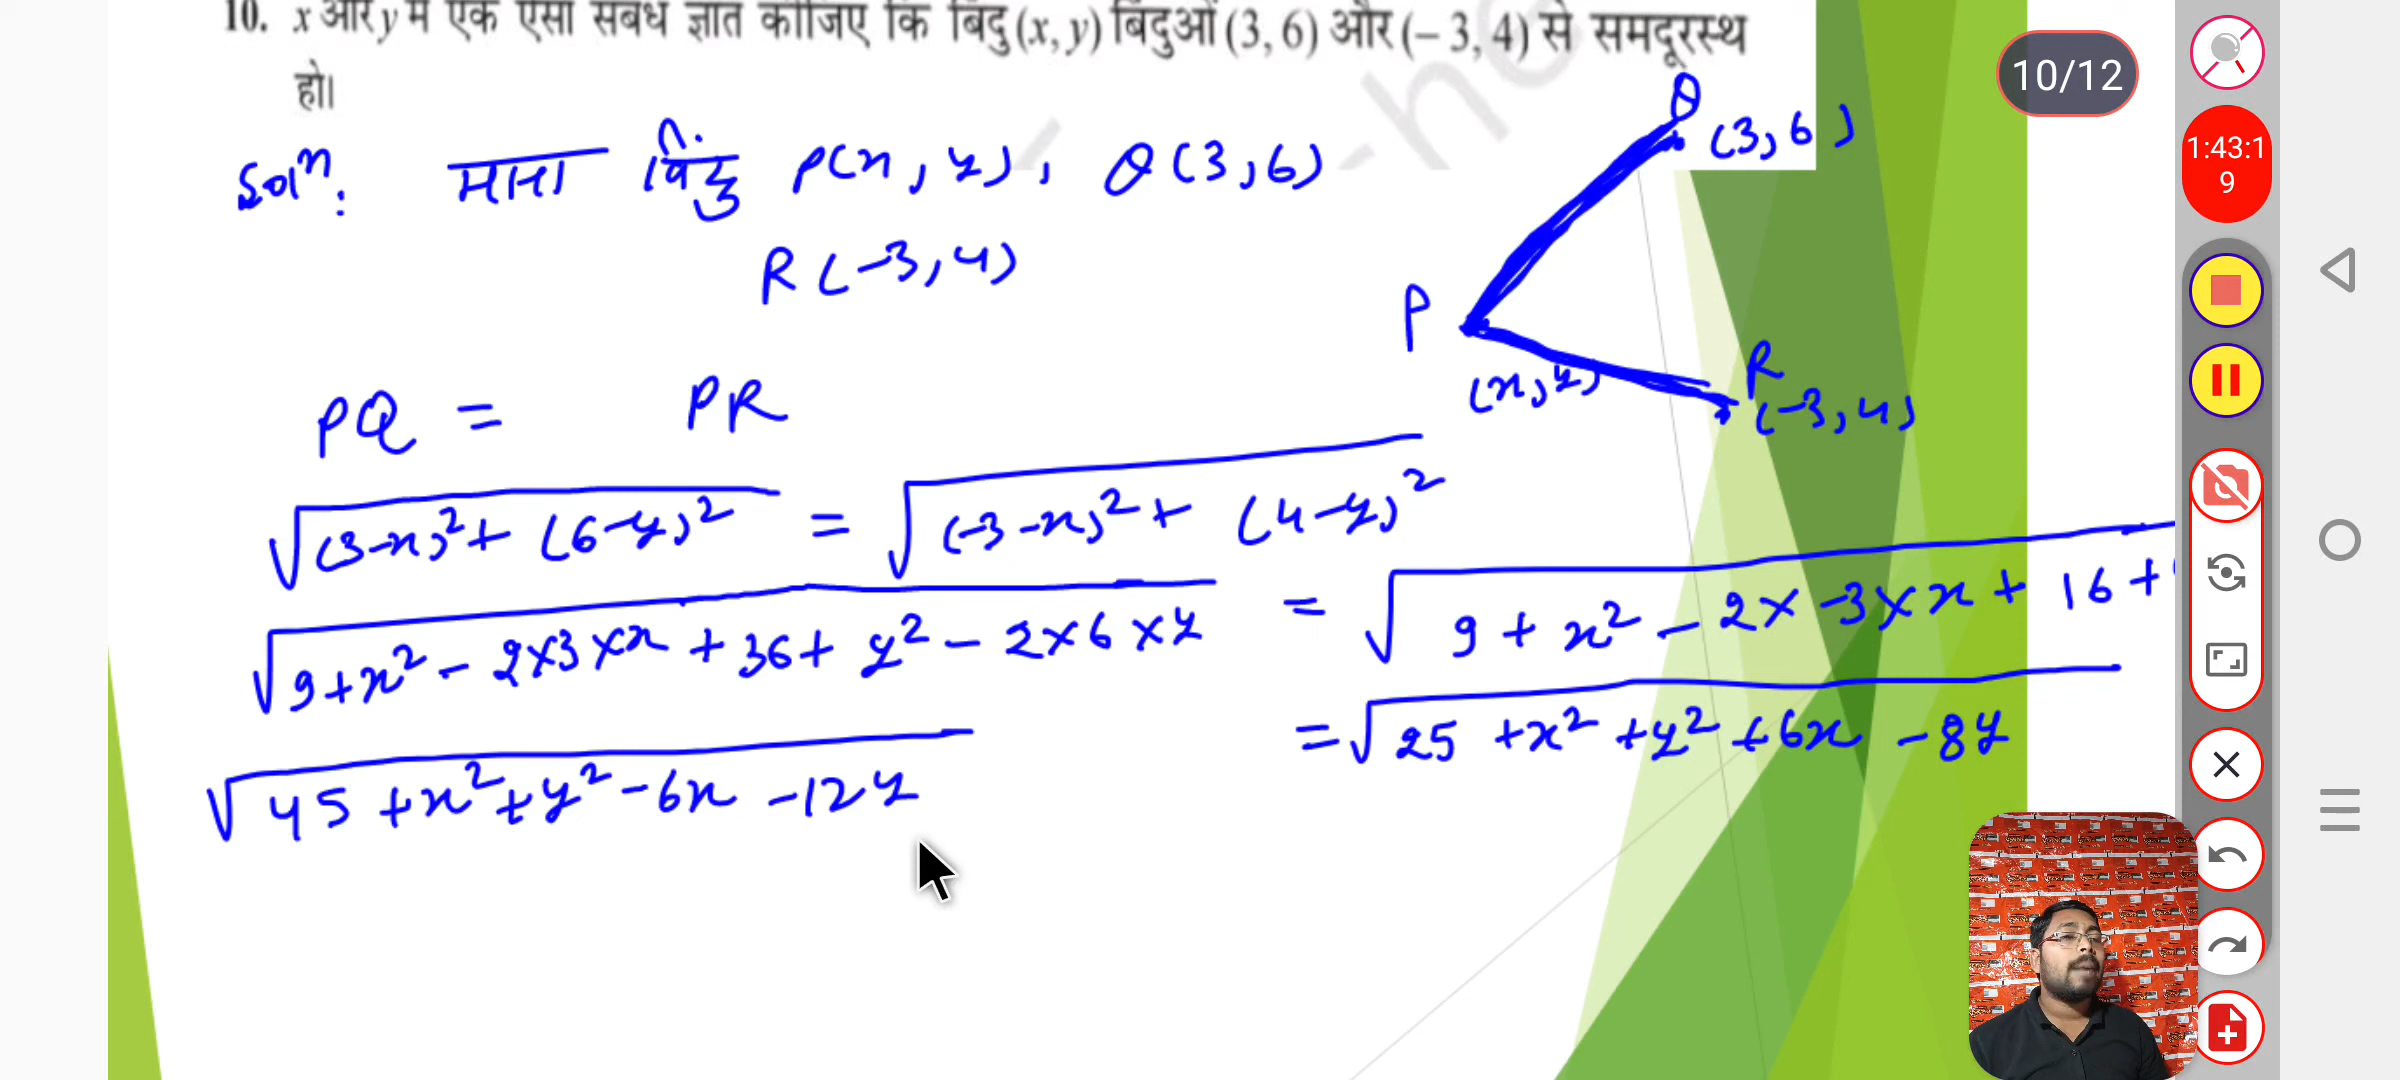 10. x और y में एक ऐसा संबंध ज्ञात कीजिए कि बिंदु (x, y) बिंदुओं (3, 6) और (– 3, 4) से समदूरस्थ
हो।
10/12
1:43:19
Solⁿ: माना बिंदु P(x, y), Q(3, 6)
R(-3, 4)
Q
(3, 6)
P
(x, y)
R
(-3, 4)
PQ = PR
√(3-x)² + (6-y)² = √(-3-x)² + (4-y)²
√9+x² - 2×3×x + 36 + y² - 2×6×y = √9 + x² - 2×-3×x + 16 +
√45 +x²+y² -6x -12y = √25 +x² +y² +6x -8y